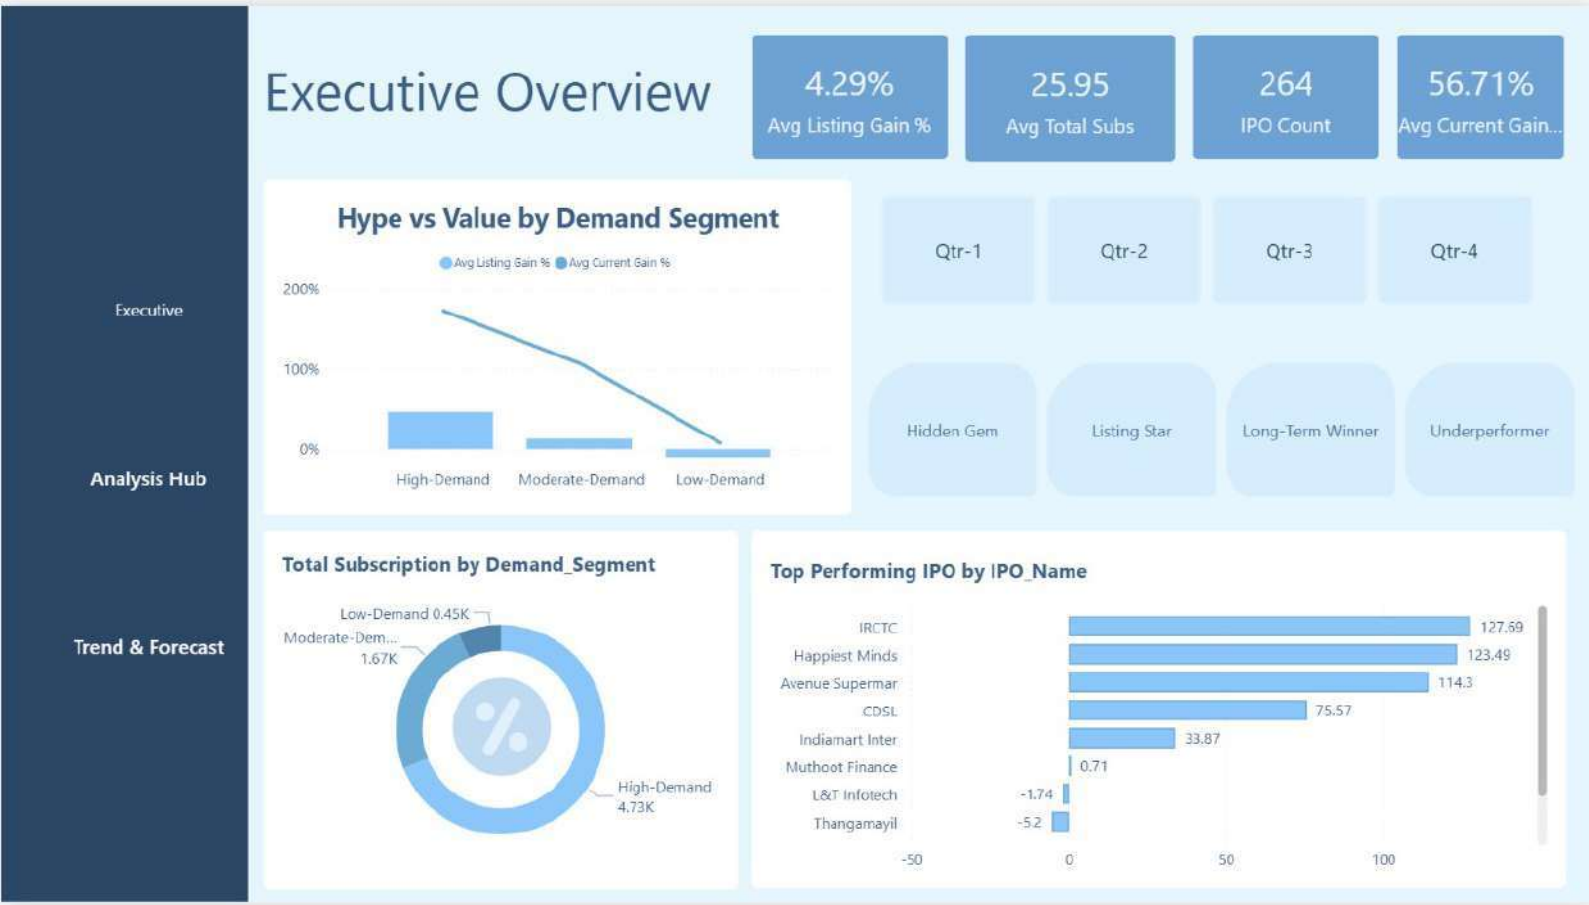 Executive Overview
4.29%
Avg Listing Gain %
25.95
Avg Total Subs
264
IPO Count
56.71%
Avg Current Gain...
Executive
Analysis Hub
Trend & Forecast
Hype vs Value by Demand Segment
Avg Listing Gain % Avg Current Gain %
200%
100%
0%
High-Demand Moderate-Demand Low-Demand
Qtr-1 Qtr-2 Qtr-3 Qtr-4
Hidden Gem Listing Star Long-Term Winner Underperformer
Total Subscription by Demand_Segment
Low-Demand 0.45K
Moderate-Dem...
1.67K
High-Demand
4.73K
Top Performing IPO by IPO_Name
IRCTC 127.69
Happiest Minds 123.49
Avenue Supermar 114.3
CDSL 75.57
Indiamart Inter 33.87
Muthoot Finance 0.71
L&T Infotech -1.74
Thangamayil -5.2
-50 0 50 100